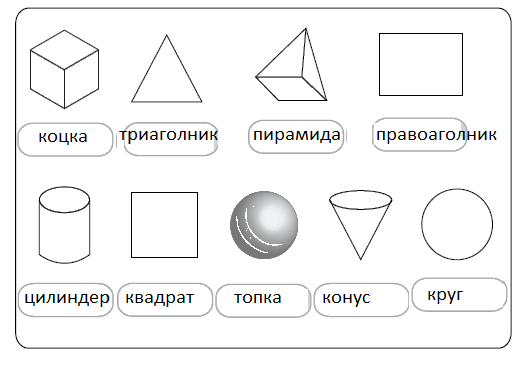 коцка триаголник пирамида правоаголник
цилиндер квадрат топка конус круг